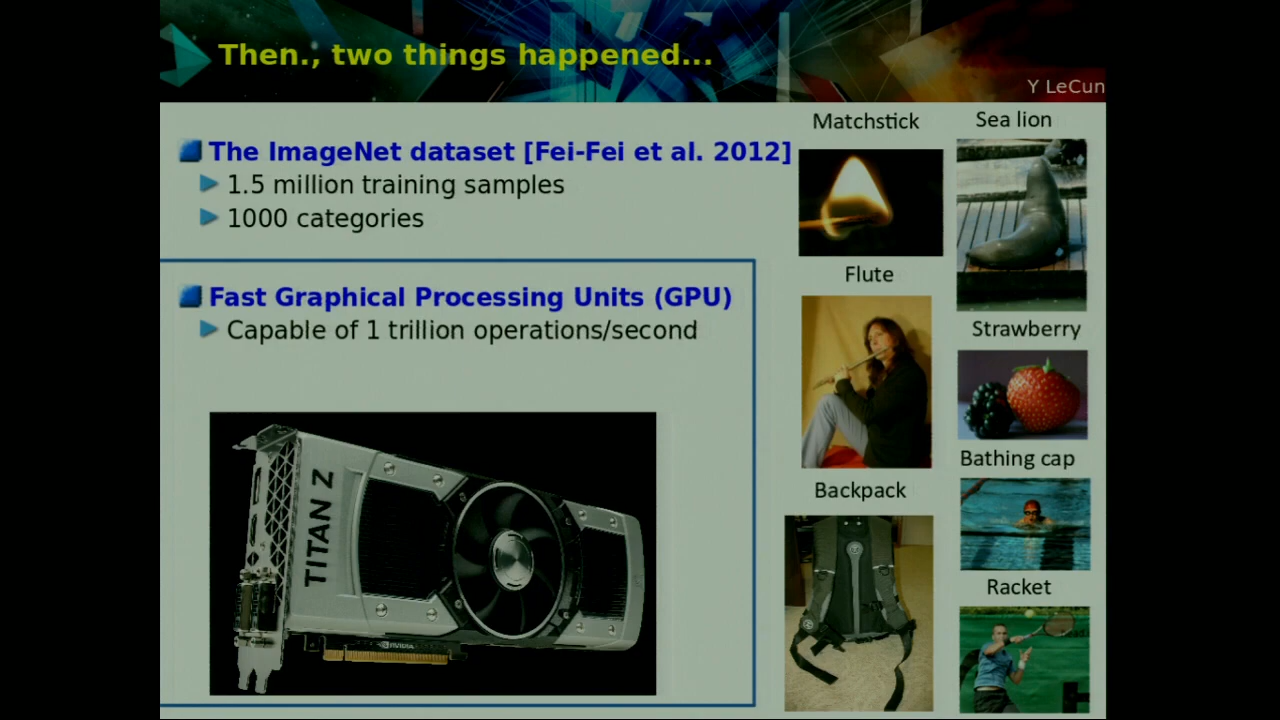 Then., two things happened...
Y LeCun
The ImageNet dataset [Fei-Fei et al. 2012]
1.5 million training samples
1000 categories
Fast Graphical Processing Units (GPU)
Capable of 1 trillion operations/second
TITAN Z
NVIDIA
Matchstick
Sea lion
Flute
Strawberry
Backpack
Bathing cap
Racket